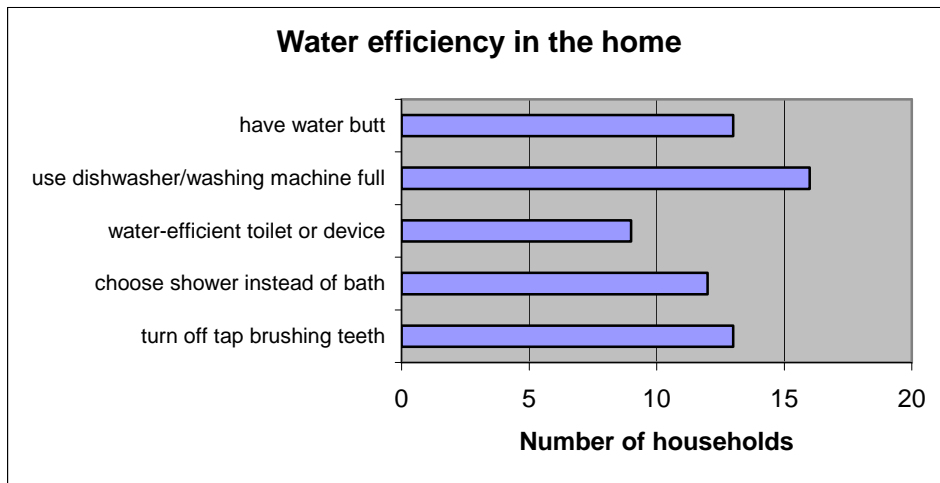 Water efficiency in the home
have water butt
use dishwasher/washing machine full
water-efficient toilet or device
choose shower instead of bath
turn off tap brushing teeth
0 5 10 15 20
Number of households